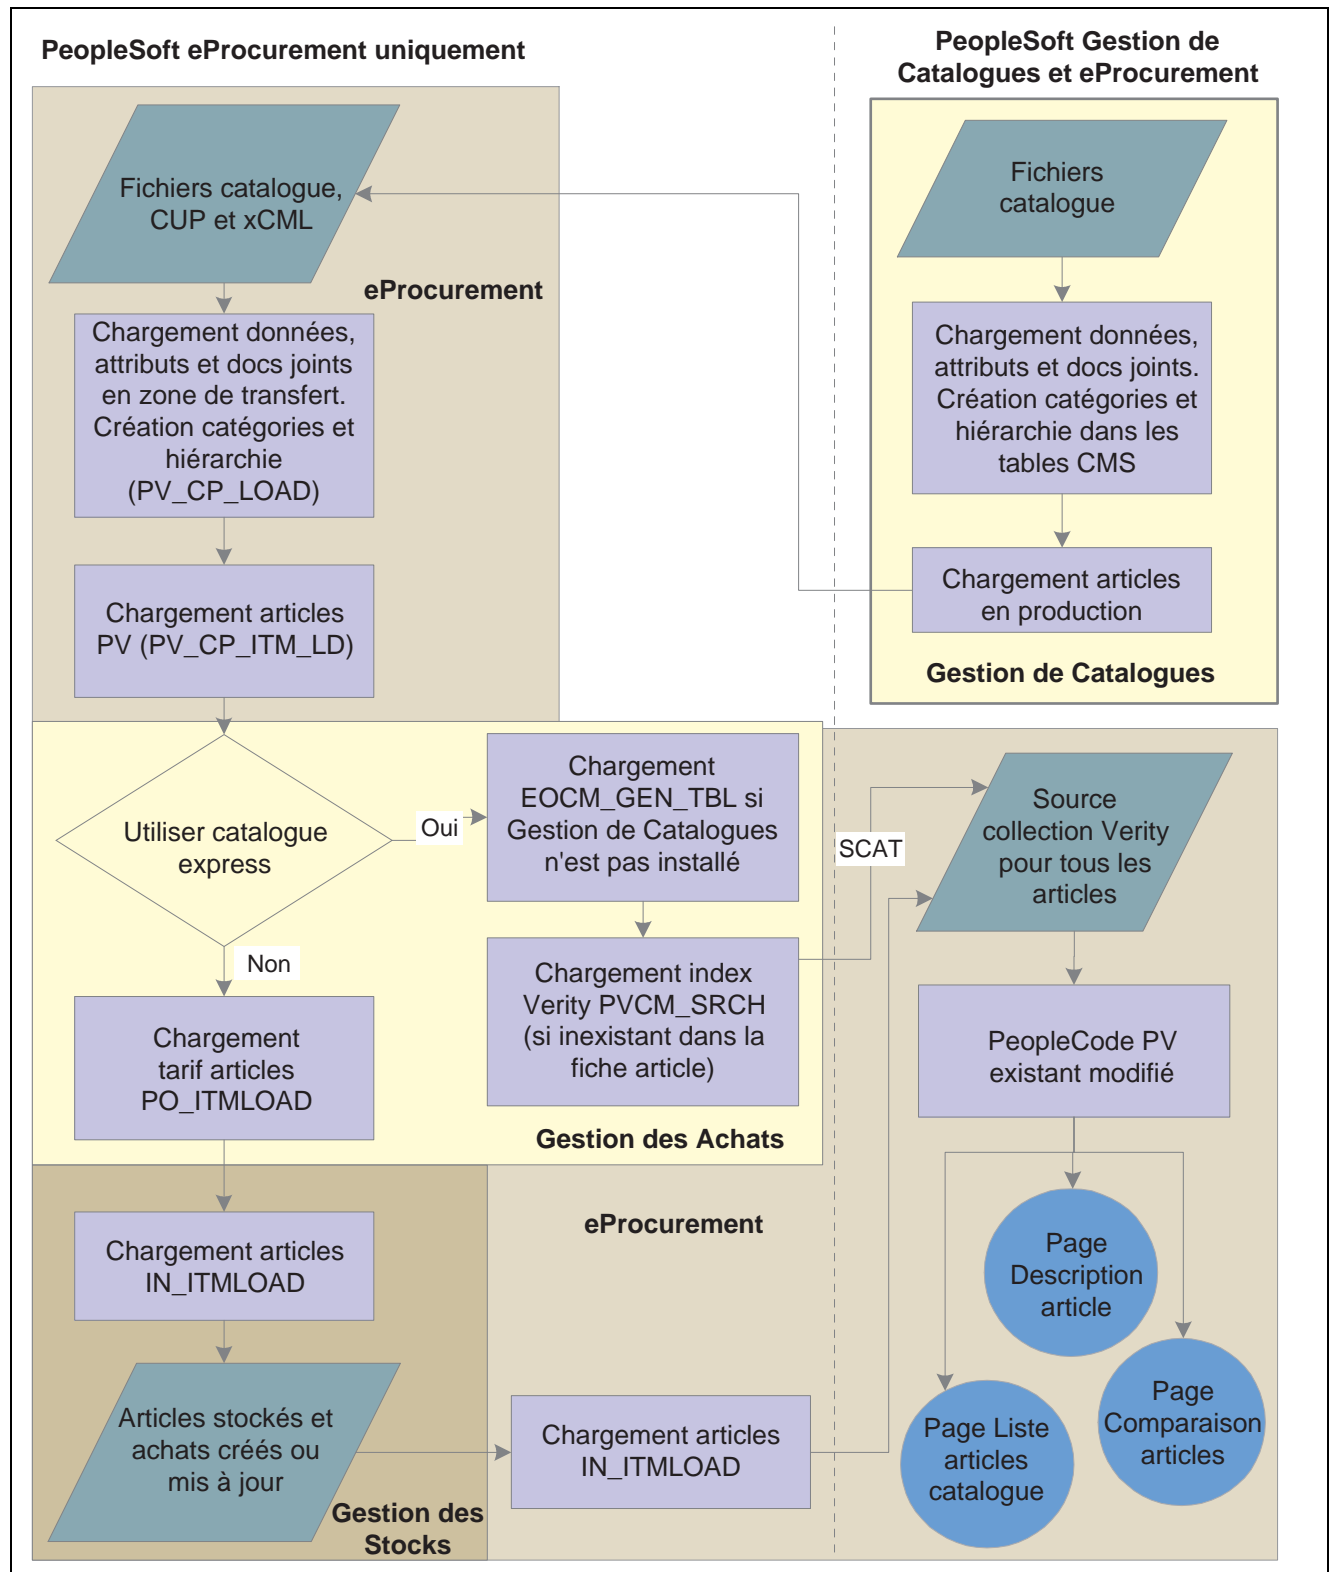 PeopleSoft eProcurement uniquement
PeopleSoft Gestion de
Catalogues et eProcurement
Fichiers catalogue,
CUP et xCML
eProcurement
Chargement données,
attributs et docs joints
en zone de transfert.
Création catégories et
hiérarchie
(PV_CP_LOAD)
Chargement articles
PV (PV_CP_ITM_LD)
Fichiers
catalogue
Chargement données,
attributs et docs joints.
Création catégories et
hiérarchie dans les
tables CMS
Chargement articles
en production
Gestion de Catalogues
Utiliser catalogue
express
Oui
Non
Chargement
EOCM_GEN_TBL si
Gestion de Catalogues
n'est pas installé
Chargement index
Verity PVCM_SRCH
(si inexistant dans la
fiche article)
SCAT
Chargement
tarif articles
PO_ITMLOAD
Gestion des Achats
Source
collection Verity
pour tous les
articles
PeopleCode PV
existant modifié
Chargement articles
IN_ITMLOAD
eProcurement
Articles stockés et
achats créés ou
mis à jour
Gestion des
Stocks
Chargement articles
IN_ITMLOAD
Page
Description
article
Page Liste
articles
catalogue
Page
Comparaison
articles